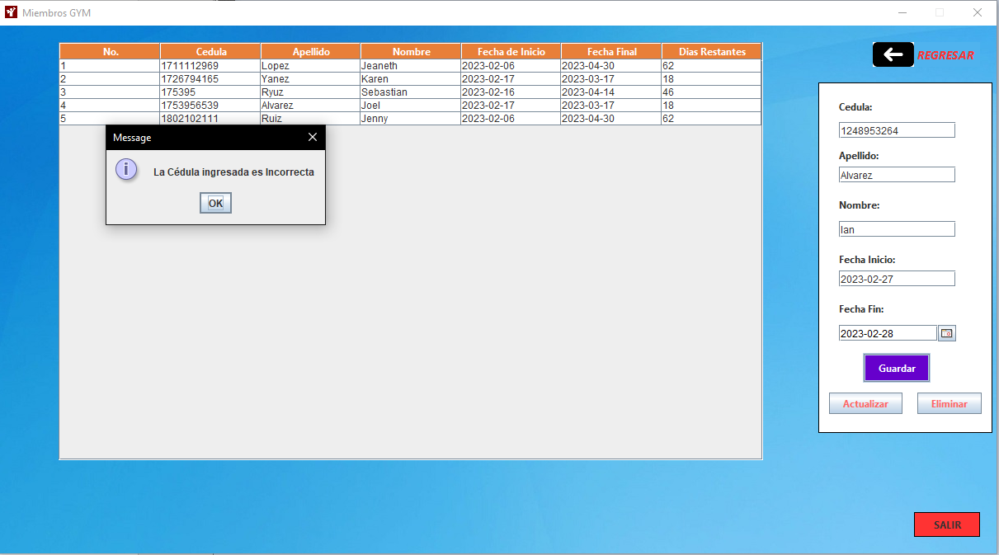 Miembros GYM
No. Cedula Apellido Nombre Fecha de Inicio Fecha Final Dias Restantes
1 1711112969 Lopez Jeaneth 2023-02-06 2023-04-30 62
2 1726794165 Yanez Karen 2023-02-17 2023-03-17 18
3 175395 Ryuz Sebastian 2023-02-16 2023-04-14 46
4 1753956539 Alvarez Joel 2023-02-17 2023-03-17 18
5 1802102111 Ruiz Jenny 2023-02-06 2023-04-30 62
Message
La Cédula ingresada es Incorrecta
OK
REGRESAR
Cedula:
1248953264
Apellido:
Alvarez
Nombre:
Ian
Fecha Inicio:
2023-02-27
Fecha Fin:
2023-02-28
Guardar
Actualizar Eliminar
SALIR